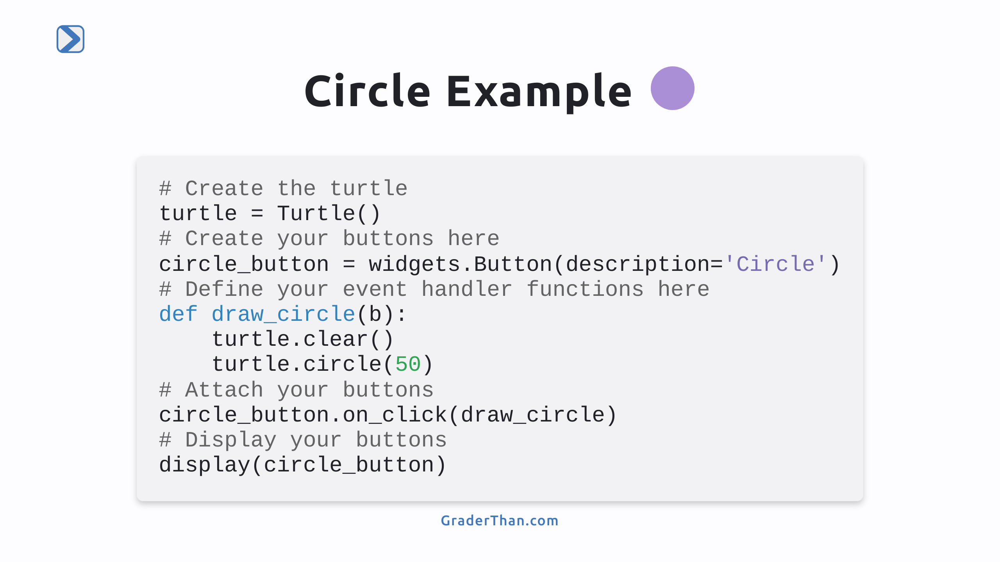 Circle Example
# Create the turtle
turtle = Turtle()
# Create your buttons here
circle_button = widgets.Button(description='Circle')
# Define your event handler functions here
def draw_circle(b):
    turtle.clear()
    turtle.circle(50)
# Attach your buttons
circle_button.on_click(draw_circle)
# Display your buttons
display(circle_button)
GraderThan.com